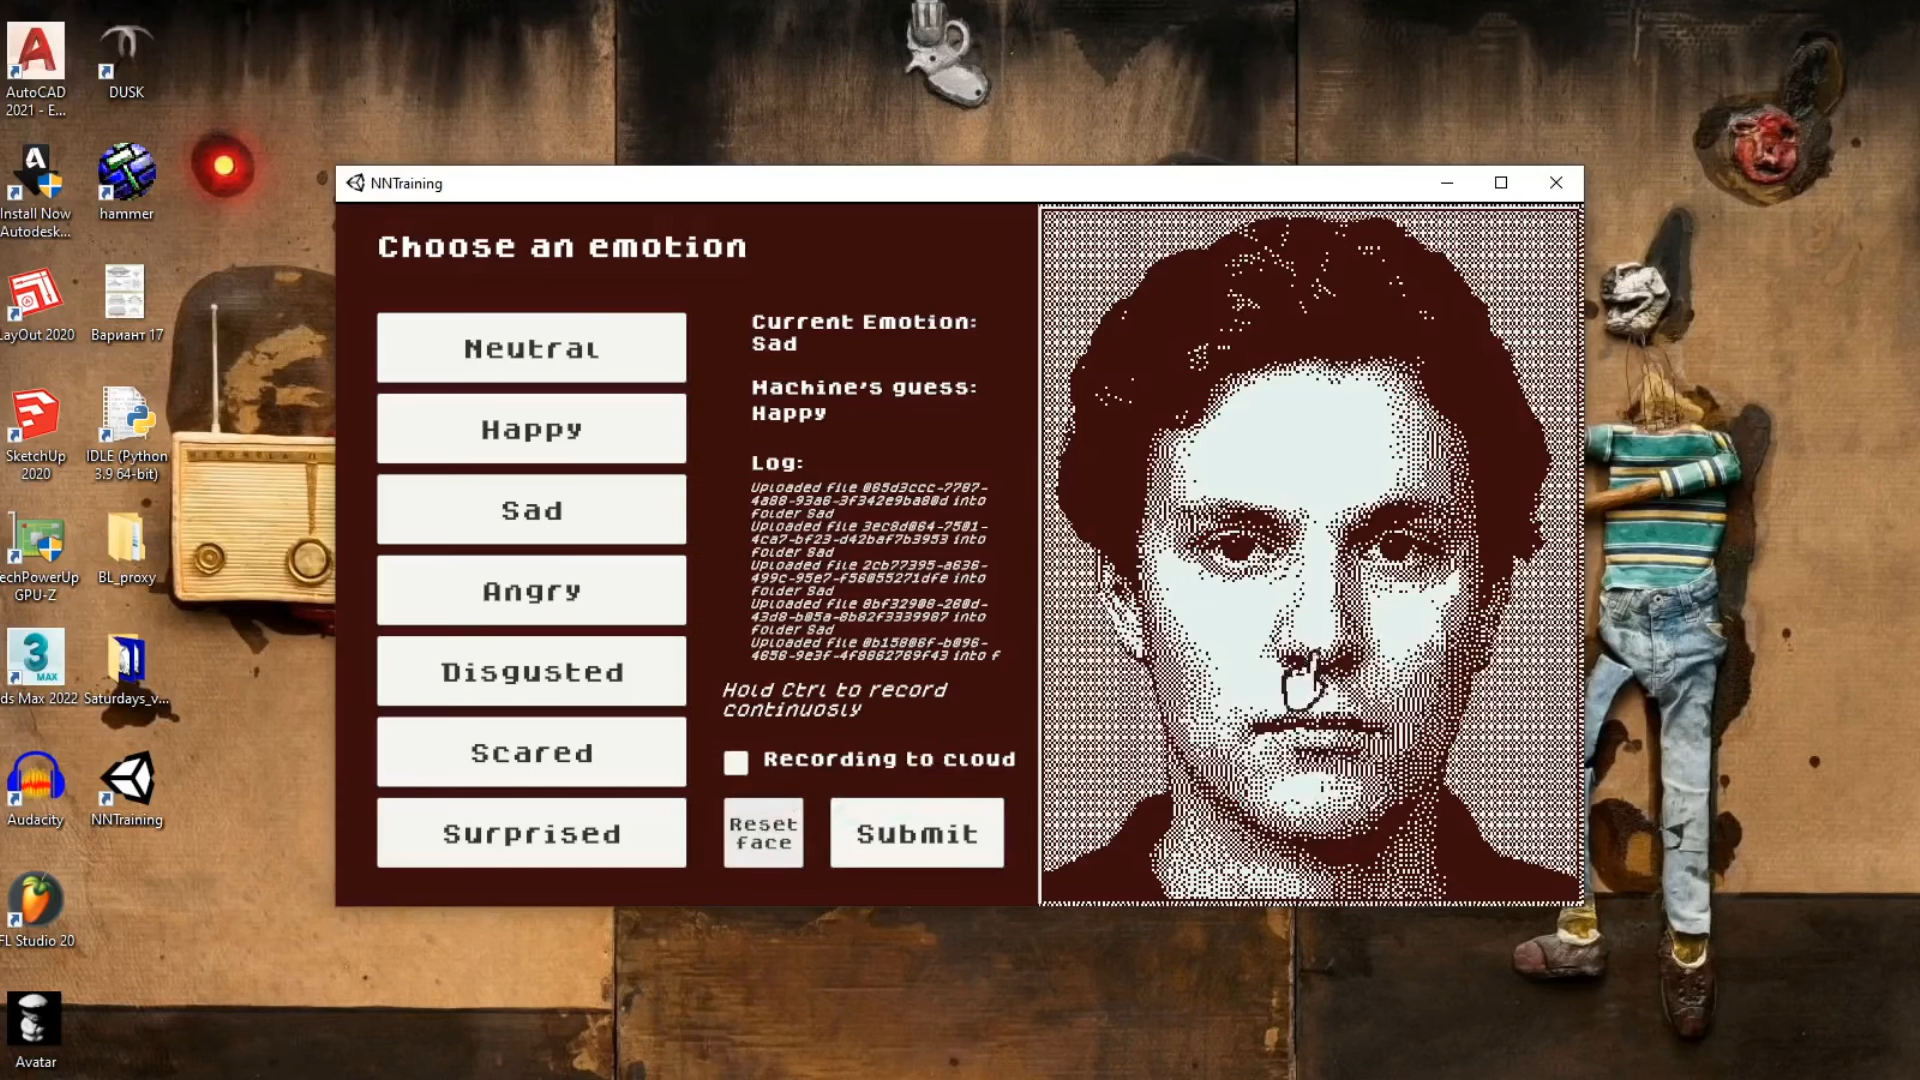 AutoCAD
2021 - E...
DUSK
Install Now
Autodesk...
hammer
LayOut 2020
Вариант 17
SketchUp
2020
IDLE (Python
3.9 64-bit)
echPowerUp
GPU-Z
BL_proxy
ds Max 2022
Saturdays_v...
Audacity
NNTraining
FL Studio 20
Avatar
NNTraining
Choose an emotion
Neutral
Happy
Sad
Angry
Disgusted
Scared
Surprised
Current Emotion:
Sad
Machine's guess:
Happy
Log:
Uploaded file 065d3ccc-7787-
4a88-93a6-3f342e9ba80d into
folder Sad
Uploaded file 3ec8d064-7501-
4ca7-bf23-d42baf7b3953 into
folder Sad
Uploaded file 2cb77395-a636-
499c-95e7-f56055271dfe into
folder Sad
Uploaded file 8bf32908-260d-
43d8-b05a-8b82f3339987 into
folder Sad
Uploaded file 0b15806f-b096-
4656-9e3f-4f8862769f43 into f
Hold Ctrl to record
continuosly
Recording to cloud
Reset
face
Submit